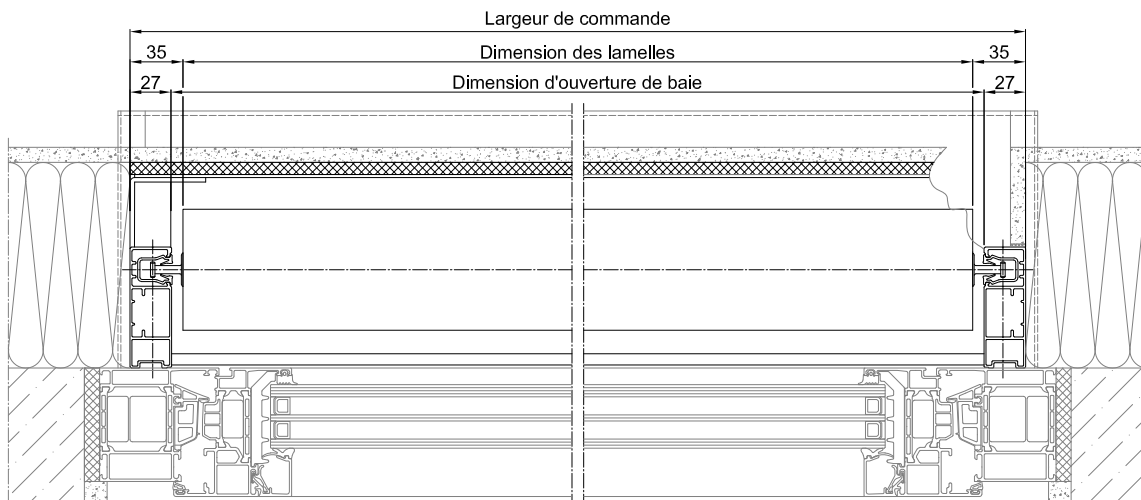 Largeur de commande
35 Dimension des lamelles 35
27 Dimension d'ouverture de baie 27